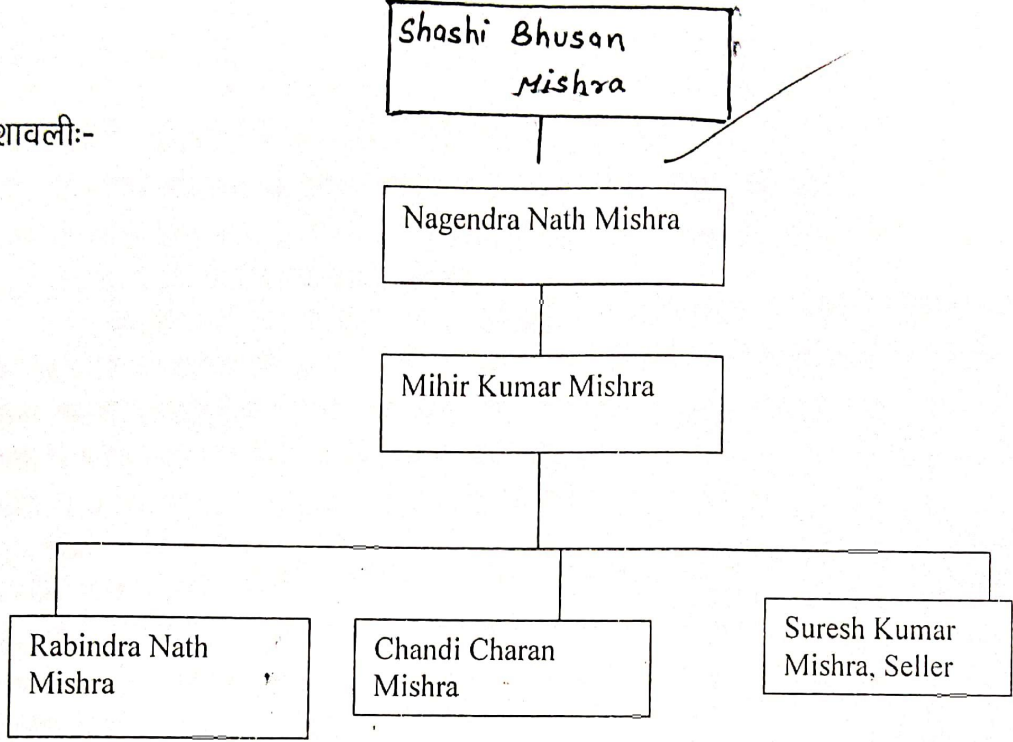 Shashi Bhusan
Mishra
शावली:-
Nagendra Nath Mishra
Mihir Kumar Mishra
Rabindra Nath
Mishra
Chandi Charan
Mishra
Suresh Kumar
Mishra, Seller